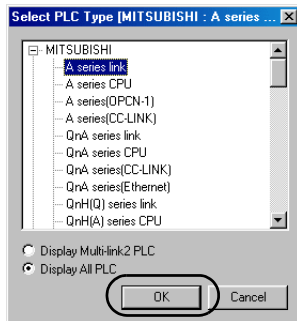 Select PLC Type [MITSUBISHI : A series ...
MITSUBISHI
A series link
A series CPU
A series(OPCN-1)
A series(CC-LINK)
QnA series link
QnA series CPU
QnA series(CC-LINK)
QnA series(Ethernet)
QnH(Q) series link
QnH(A) series CPU
Display Multi-link2 PLC
Display All PLC
OK Cancel